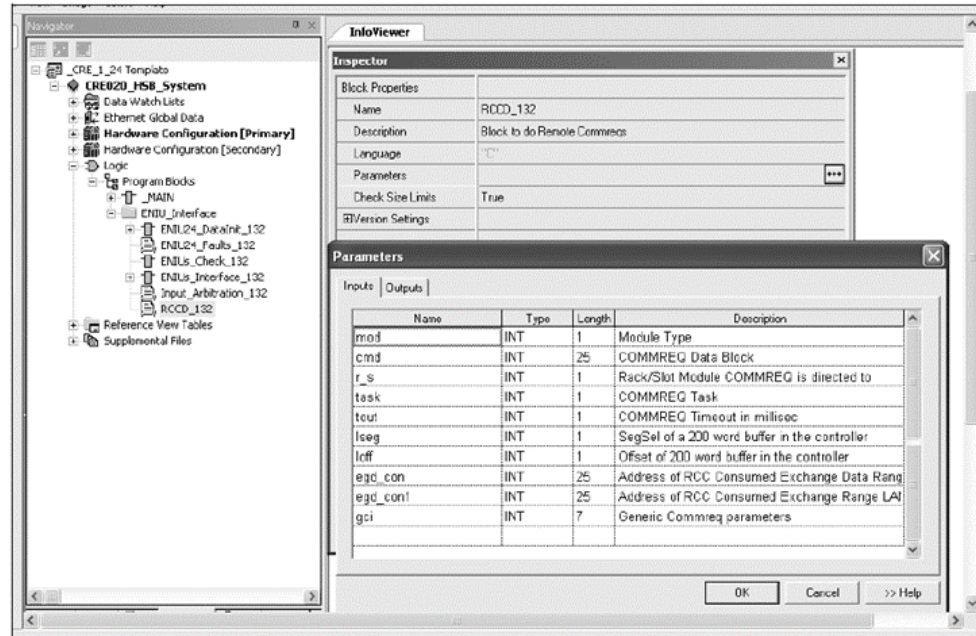 Navigator
_CRE_1_24 Template
CRE020_HSB_System
Data Watch Lists
Ethernet Global Data
Hardware Configuration [Primary]
Hardware Configuration [Secondary]
Logic
Program Blocks
_MAIN
ENIU_Interface
ENIU24_DataInit_132
ENIU24_Faults_132
ENIUs_Check_132
ENIUs_Interface_132
Input_Arbitration_132
RCCD_132
Reference View Tables
Supplemental Files
InfoViewer
Inspector
Block Properties
Name RCCD_132
Description Block to do Remote Commreqs
Language "C"
Parameters
Check Size Limits True
Version Settings
Parameters
Inputs Outputs
Name Type Length Description
mod INT 1 Module Type
cmd INT 25 COMMREQ Data Block
r_s INT 1 Rack/Slot Module COMMREQ is directed to
task INT 1 COMMREQ Task
tout INT 1 COMMREQ Timeout in millisec
lseg INT 1 SegSel of a 200 word buffer in the controller
loff INT 1 Offset of 200 word buffer in the controller
egd_con INT 25 Address of RCC Consumed Exchange Data Rang
egd_con1 INT 25 Address of RCC Consumed Exchange Range LAN
gci INT 7 Generic Commreq parameters
OK Cancel >> Help